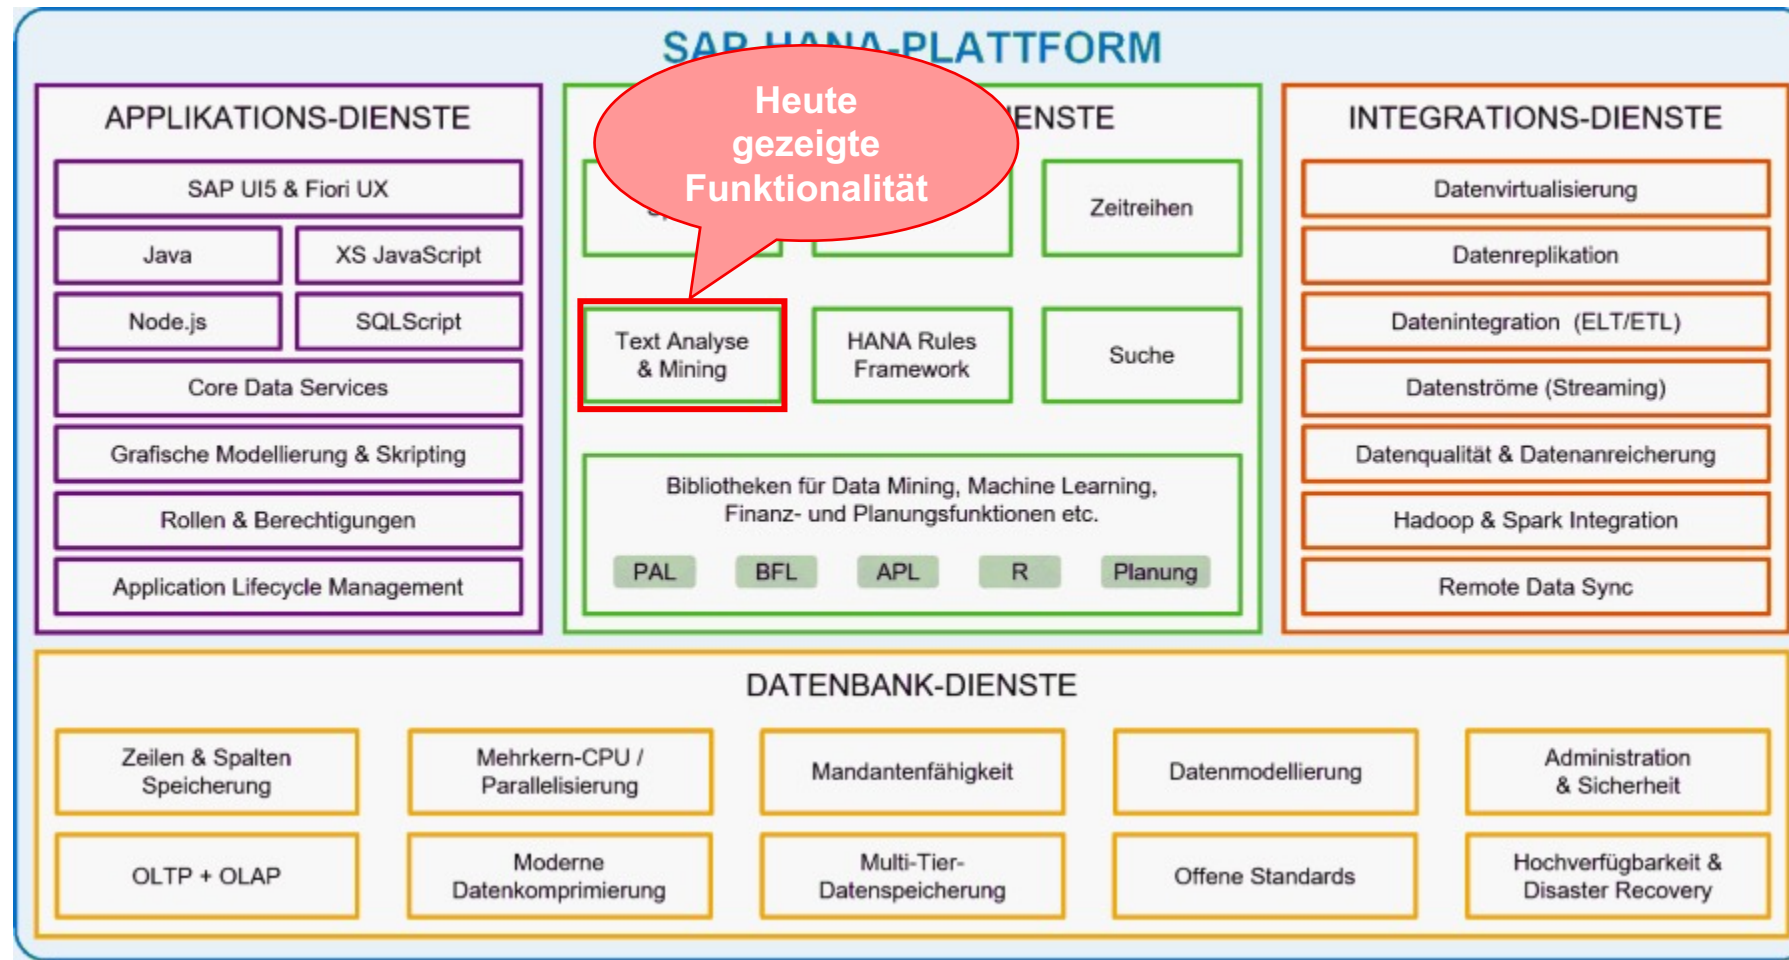 SAP HANA-PLATTFORM
Heute
gezeigte
Funktionalität
APPLIKATIONS-DIENSTE
SAP UI5 & Fiori UX
Java
XS JavaScript
Node.js
SQLScript
Core Data Services
Grafische Modellierung & Skripting
Rollen & Berechtigungen
Application Lifecycle Management
Zeitreihen
Text Analyse
& Mining
HANA Rules
Framework
Suche
Bibliotheken für Data Mining, Machine Learning,
Finanz- und Planungsfunktionen etc.
PAL
BFL
APL
R
Planung
INTEGRATIONS-DIENSTE
Datenvirtualisierung
Datenreplikation
Datenintegration (ELT/ETL)
Datenströme (Streaming)
Datenqualität & Datenanreicherung
Hadoop & Spark Integration
Remote Data Sync
DATENBANK-DIENSTE
Zeilen & Spalten
Speicherung
Mehrkern-CPU /
Parallelisierung
Mandantenfähigkeit
Datenmodellierung
Administration
& Sicherheit
OLTP + OLAP
Moderne
Datenkomprimierung
Multi-Tier-
Datenspeicherung
Offene Standards
Hochverfügbarkeit &
Disaster Recovery